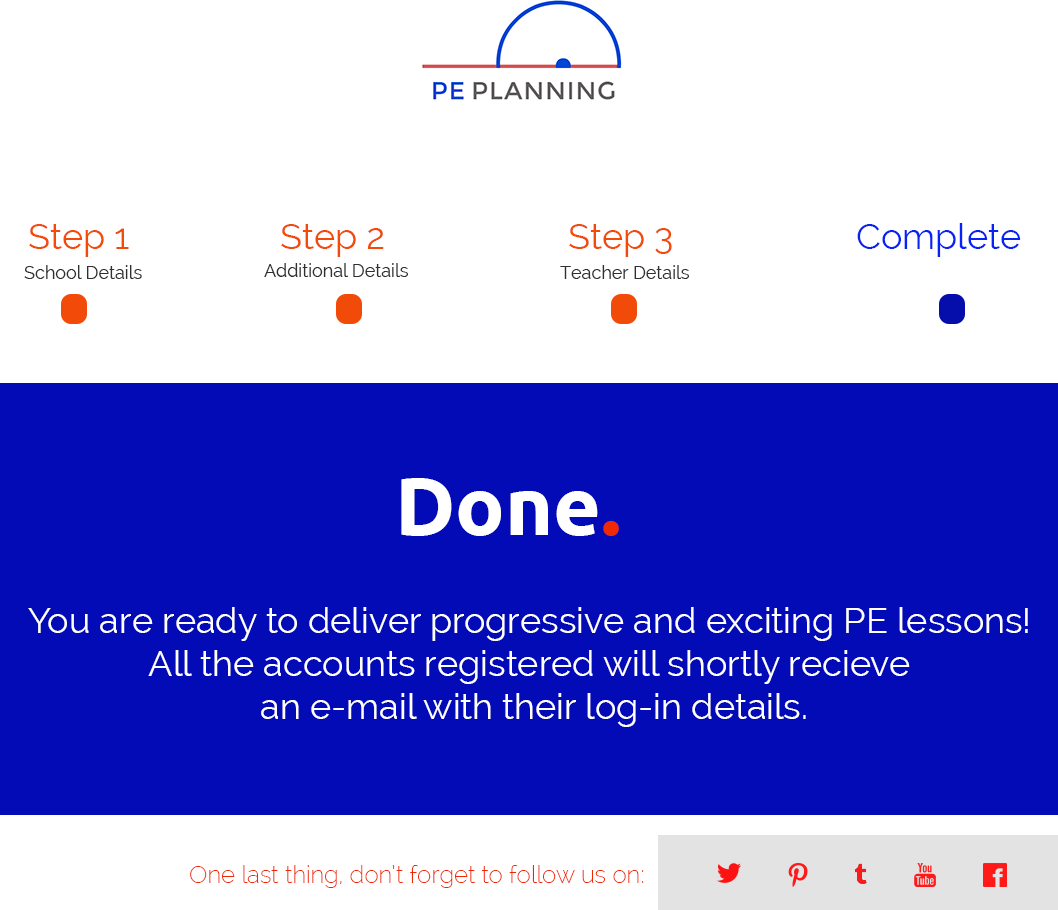 PE PLANNING
Step 1
School Details
Step 2
Additional Details
Step 3
Teacher Details
Complete
Done.
You are ready to deliver progressive and exciting PE lessons!
All the accounts registered will shortly recieve
an e-mail with their log-in details.
One last thing, don't forget to follow us on:
t
You
Tube
f